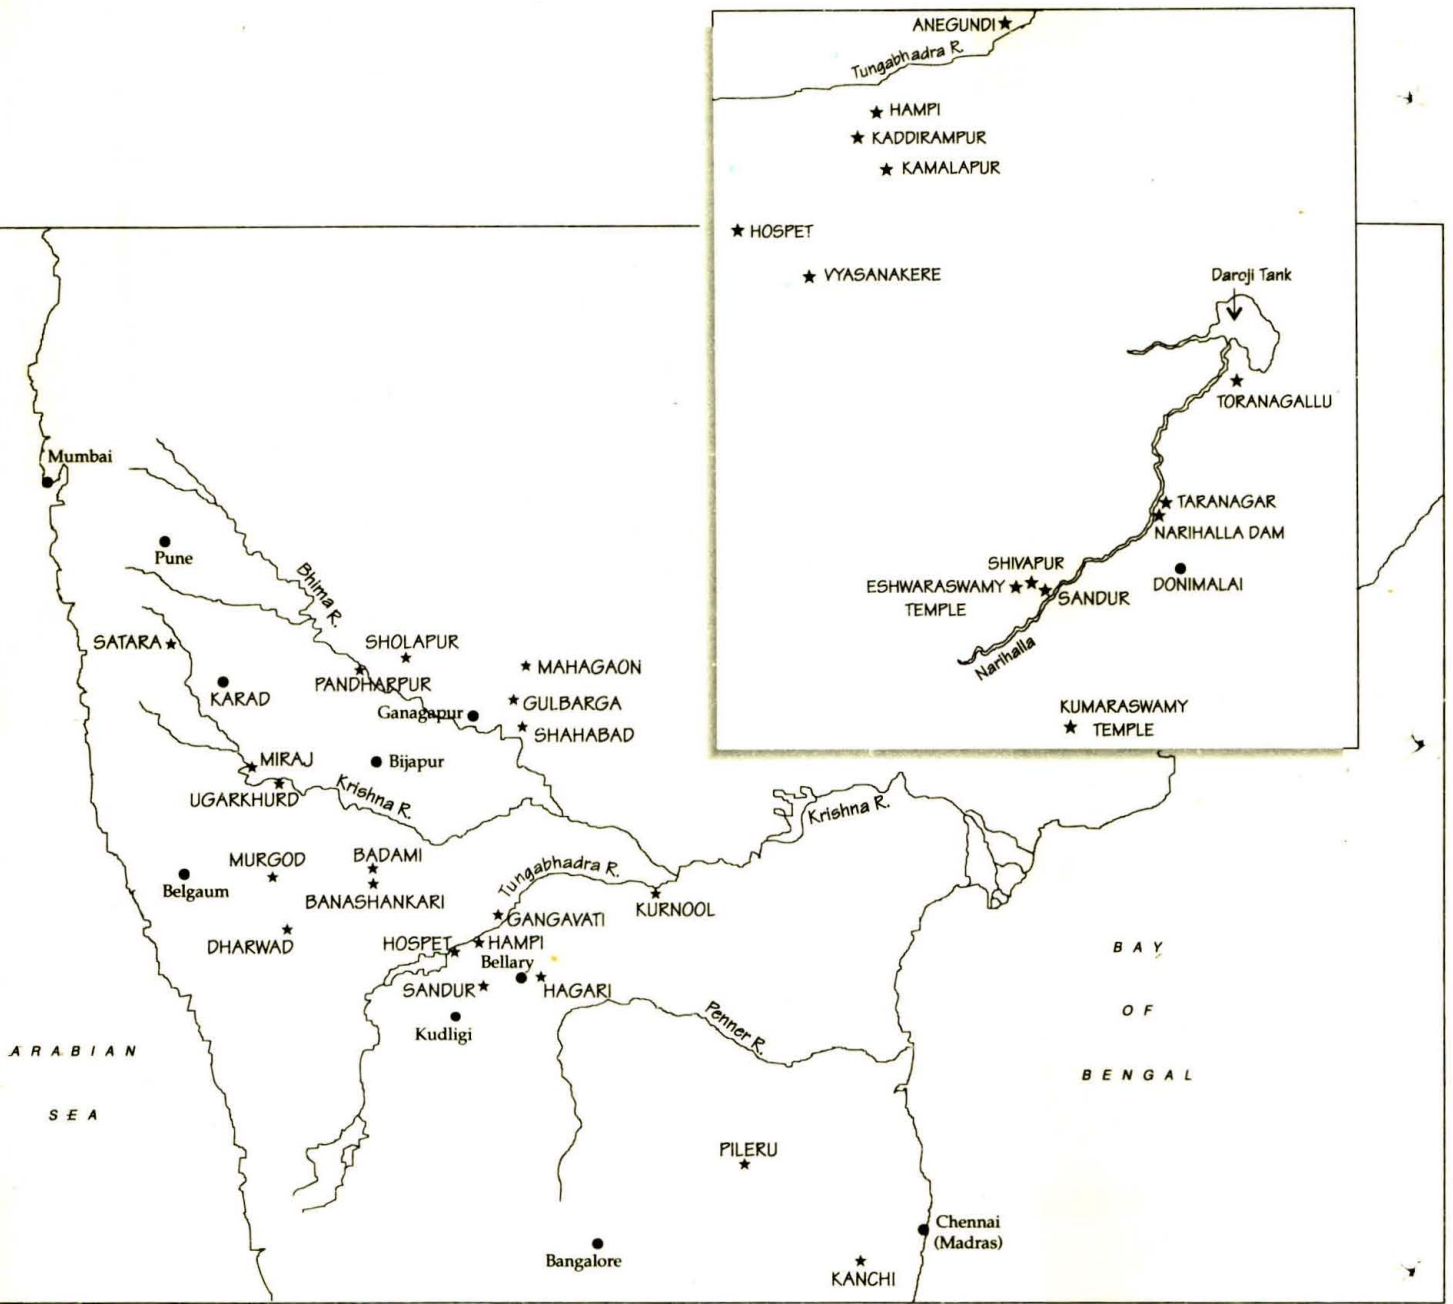 ANEGUNDI
Tungabhadra R.
HAMPI
KADDIRAMPUR
KAMALAPUR
HOSPET
VYASANAKERE
Daroji Tank
TORANAGALLU
TARANAGAR
NARIHALLA DAM
SHIVAPUR
ESHWARASWAMY
TEMPLE
SANDUR
DONIMALAI
Narihalla
KUMARASWAMY
TEMPLE
Mumbai
Pune
Bhima R.
SATARA
SHOLAPUR
MAHAGAON
PANDHARPUR
KARAD
GULBARGA
Ganagapur
SHAHABAD
MIRAJ
Bijapur
UGARKHURD
Krishna R.
Krishna R.
MURGOD
BADAMI
Tungabhadra R.
Belgaum
BANASHANKARI
KURNOOL
GANGAVATI
DHARWAD
HOSPET
HAMPI
Bellary
SANDUR
HAGARI
Kudligi
Penner R.
BAY
OF
BENGAL
ARABIAN
SEA
PILERU
Chennai
(Madras)
Bangalore
KANCHI